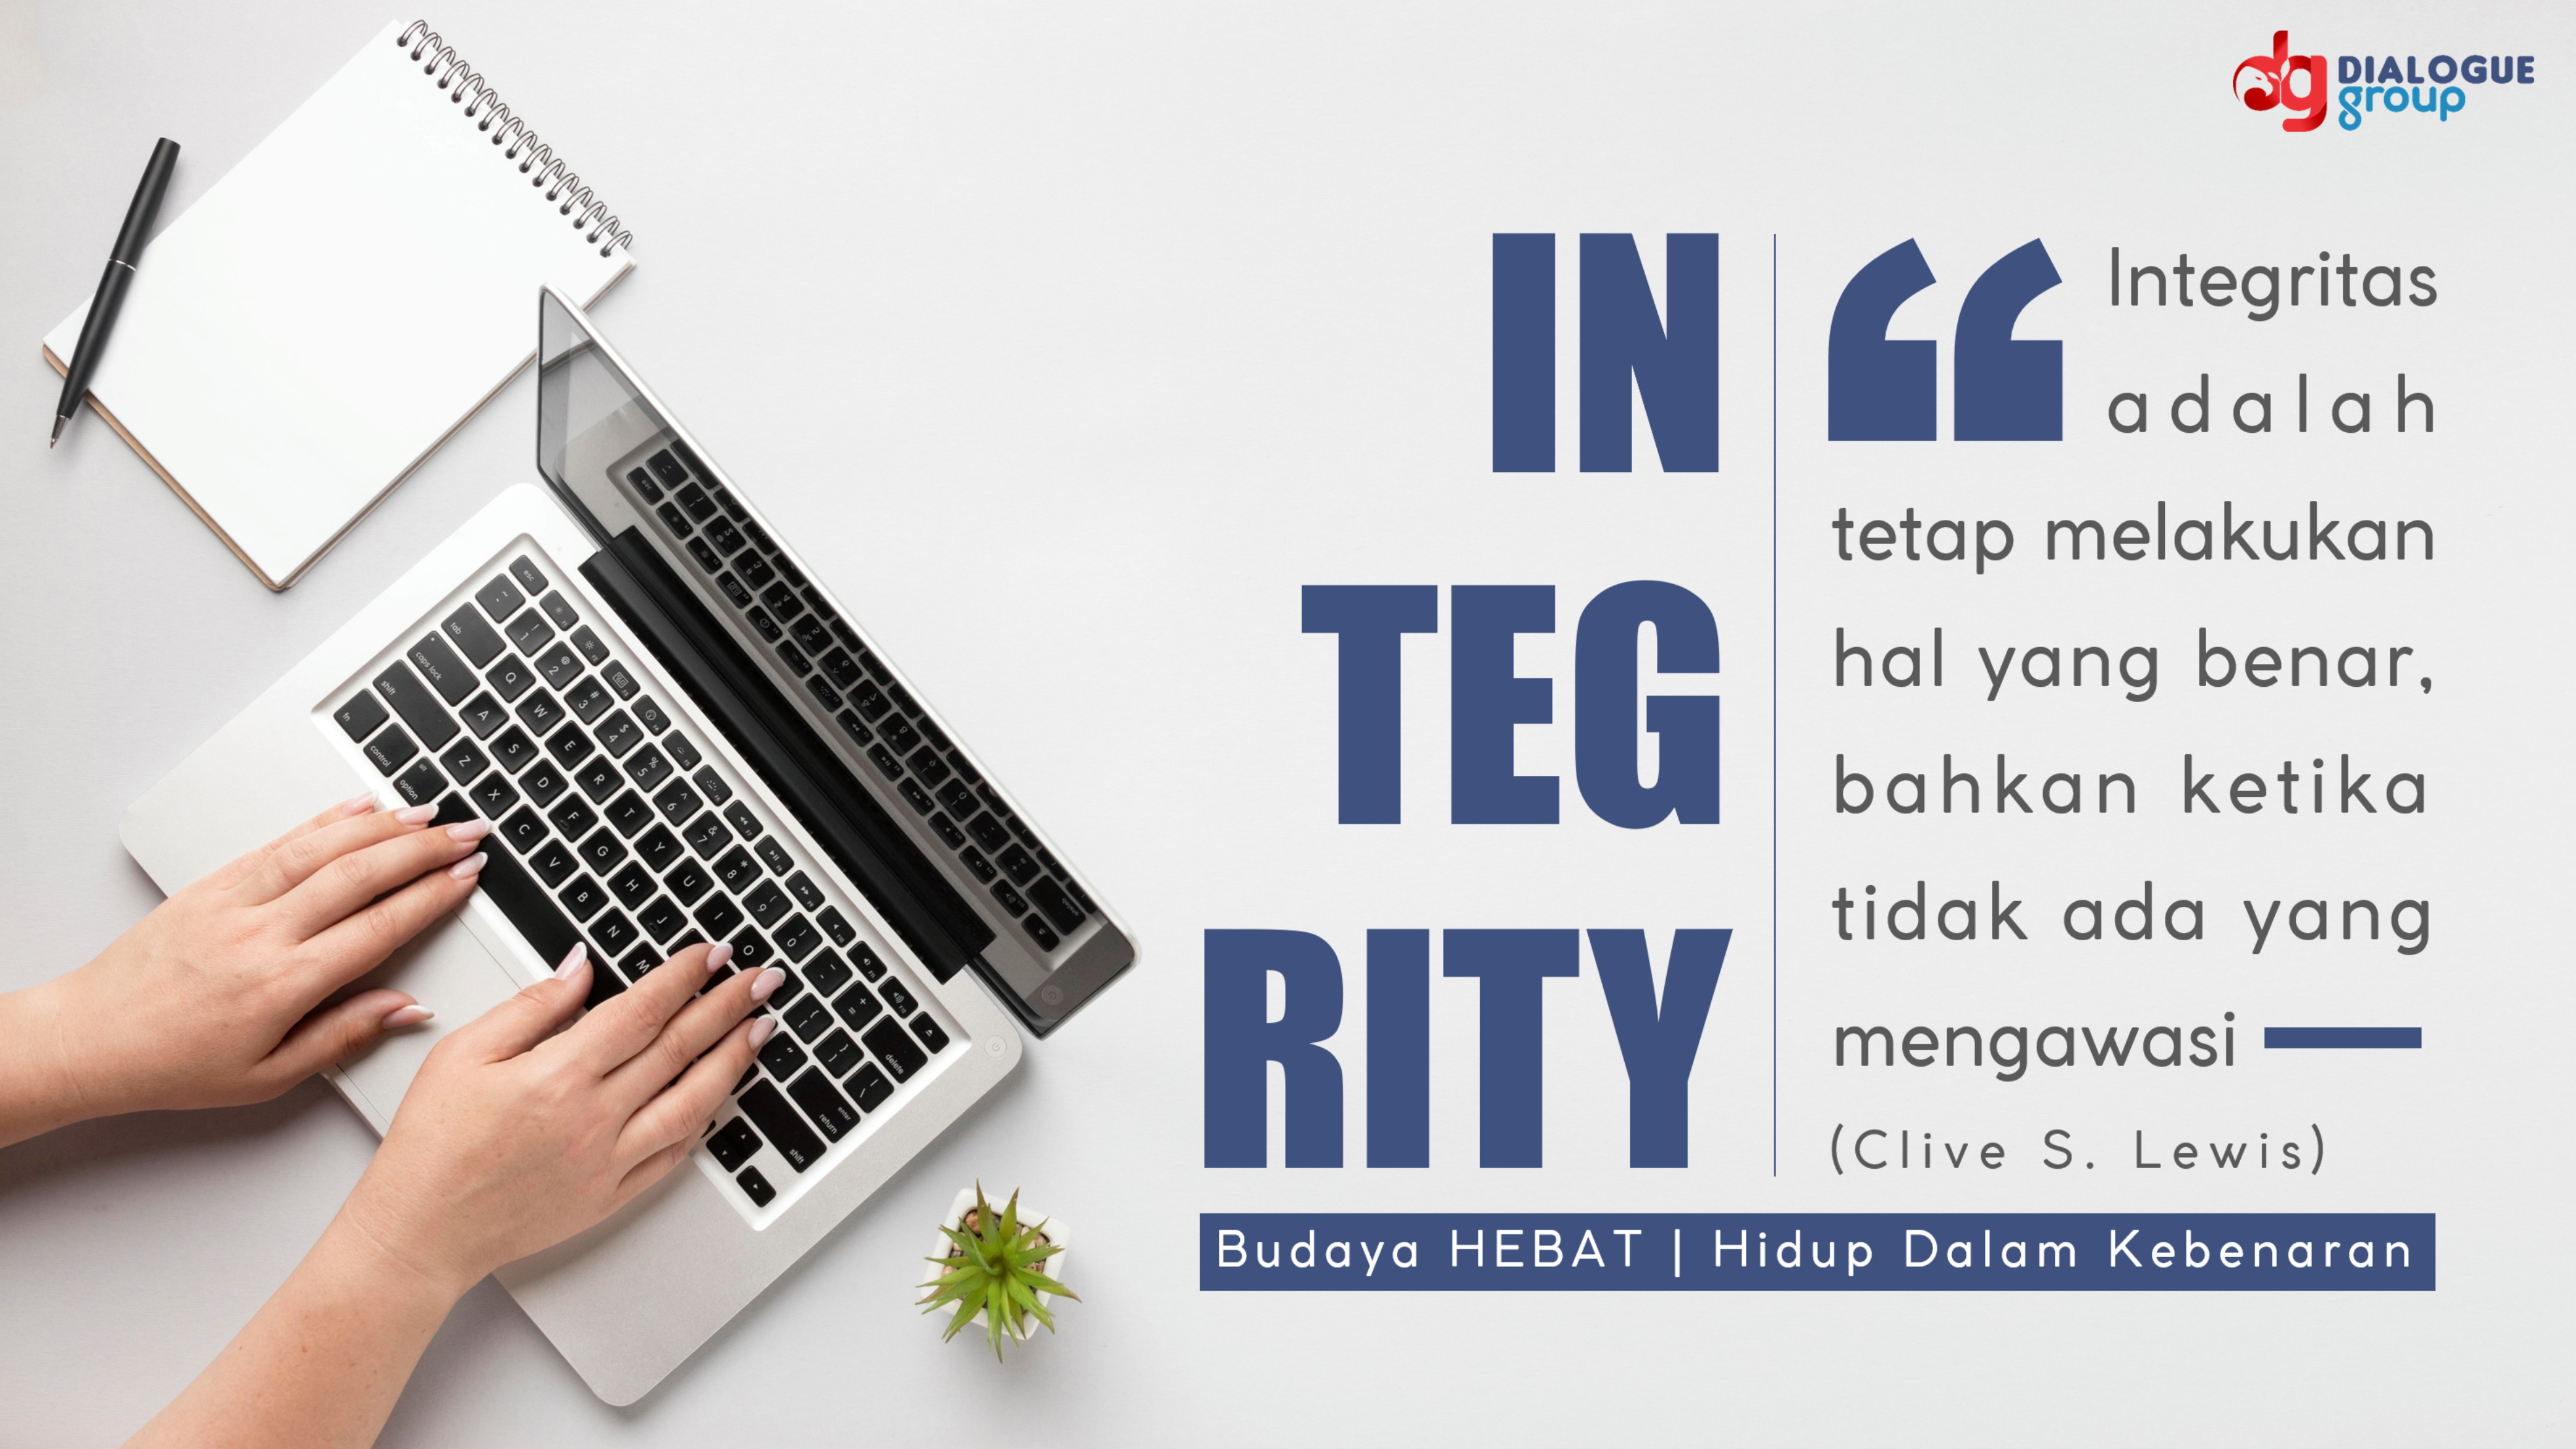 DIALOGUE
group
IN
TEG
RITY
“ Integritas
adalah
tetap melakukan
hal yang benar,
bahkan ketika
tidak ada yang
mengawasi —
(Clive S. Lewis)
Budaya HEBAT | Hidup Dalam Kebenaran